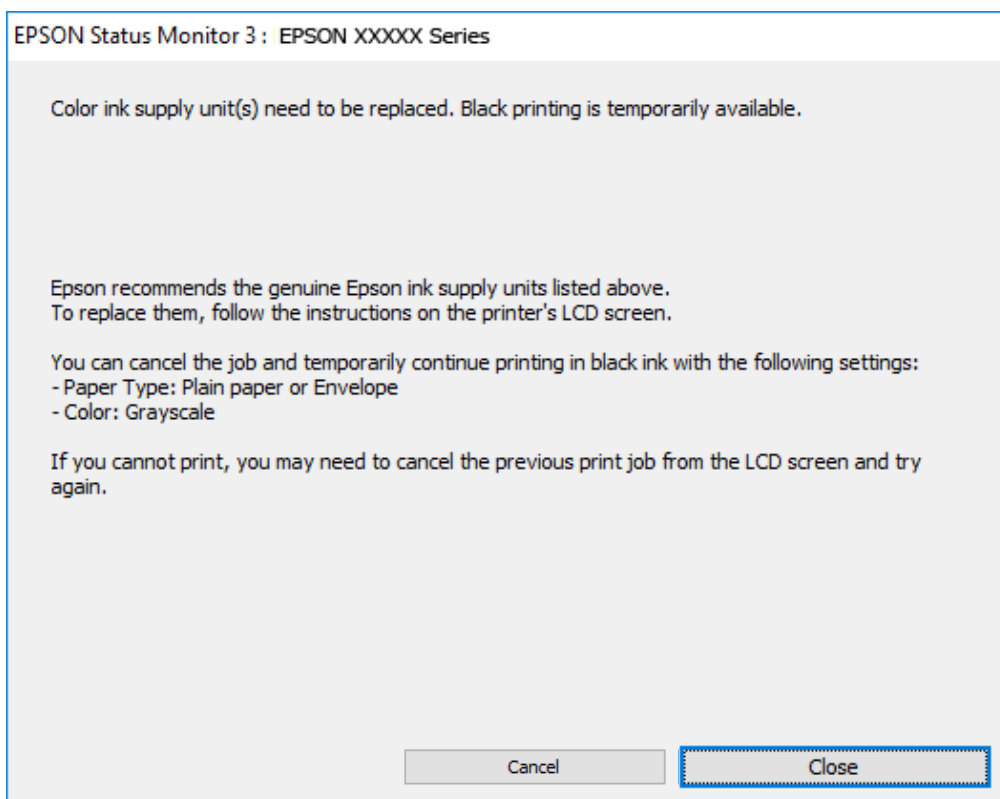 EPSON Status Monitor 3 : EPSON XXXXX Series
Color ink supply unit(s) need to be replaced. Black printing is temporarily available.
Epson recommends the genuine Epson ink supply units listed above.
To replace them, follow the instructions on the printer's LCD screen.
You can cancel the job and temporarily continue printing in black ink with the following settings:
- Paper Type: Plain paper or Envelope
- Color: Grayscale
If you cannot print, you may need to cancel the previous print job from the LCD screen and try
again.
Cancel
Close